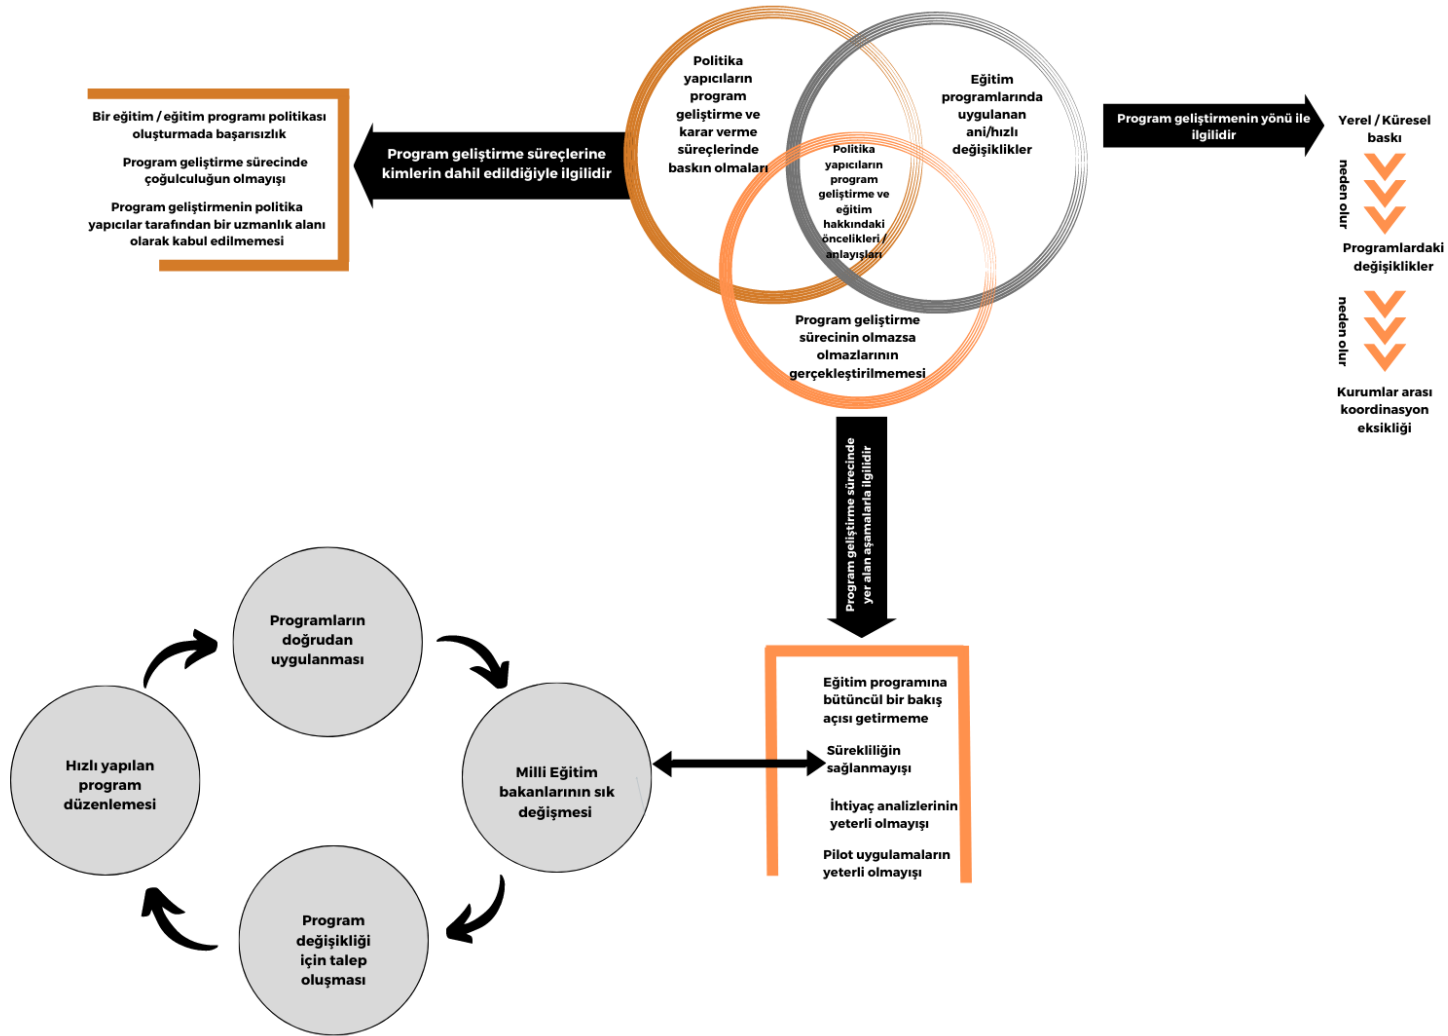 Politika
yapıcıların
program
geliştirme ve
karar verme
süreçlerinde
baskın olmaları
Eğitim
programlarında
uygulanan
ani/hızlı
değişiklikler
Politika
yapıcıların
program
geliştirme ve
eğitim
hakkındaki
öncelikleri /
anlayışları
Program geliştirme
sürecinin olmazsa
olmazlarının
gerçekleştirilmemesi
Program geliştirme süreçlerine
kimlerin dahil edildiğiyle ilgilidir
Bir eğitim / eğitim programı politikası
oluşturmada başarısızlık
Program geliştirme sürecinde
çoğulculuğun olmayışı
Program geliştirmenin politika
yapıcılar tarafından bir uzmanlık alanı
olarak kabul edilmemesi
Program geliştirmenin yönü ile
ilgilidir
Yerel / Küresel
baskı
neden olur
Programlardaki
değişiklikler
neden olur
Kurumlar arası
koordinasyon
eksikliği
Program geliştirme sürecinde
yer alan aşamalarla ilgilidir
Eğitim programına
bütüncül bir bakış
açısı getirmeme
Sürekliliğin
sağlanmayışı
İhtiyaç analizlerinin
yeterli olmayışı
Pilot uygulamaların
yeterli olmayışı
Programların
doğrudan
uygulanması
Milli Eğitim
bakanlarının sık
değişmesi
Program
değişikliği
için talep
oluşması
Hızlı yapılan
program
düzenlemesi